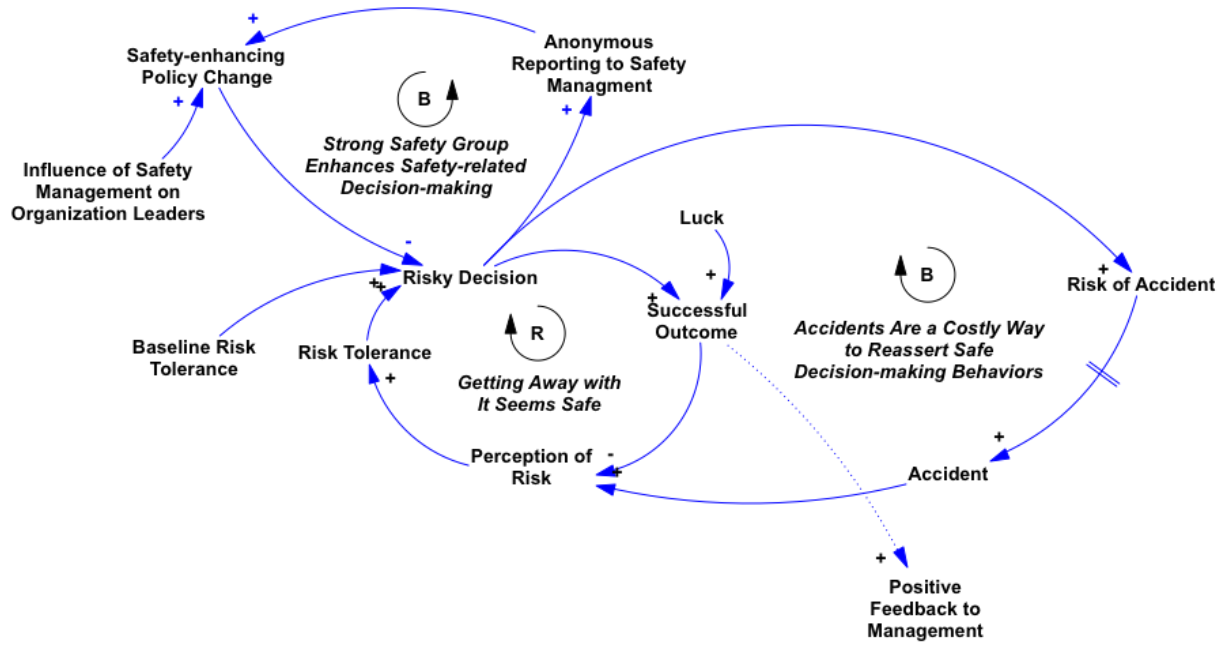 +
Safety-enhancing
Policy Change
Anonymous
Reporting to Safety
Managment
+
+
B
Strong Safety Group
Enhances Safety-related
Decision-making
Influence of Safety
Management on
Organization Leaders
Luck
-
Risky Decision
+
+
+
+
Successful
Outcome
B
+
Risk of Accident
Accidents Are a Costly Way
to Reassert Safe
Decision-making Behaviors
Baseline Risk
Tolerance
Risk Tolerance
+
R
Getting Away with
It Seems Safe
Perception of
Risk
-
+
+
Accident
+
Positive
Feedback to
Management